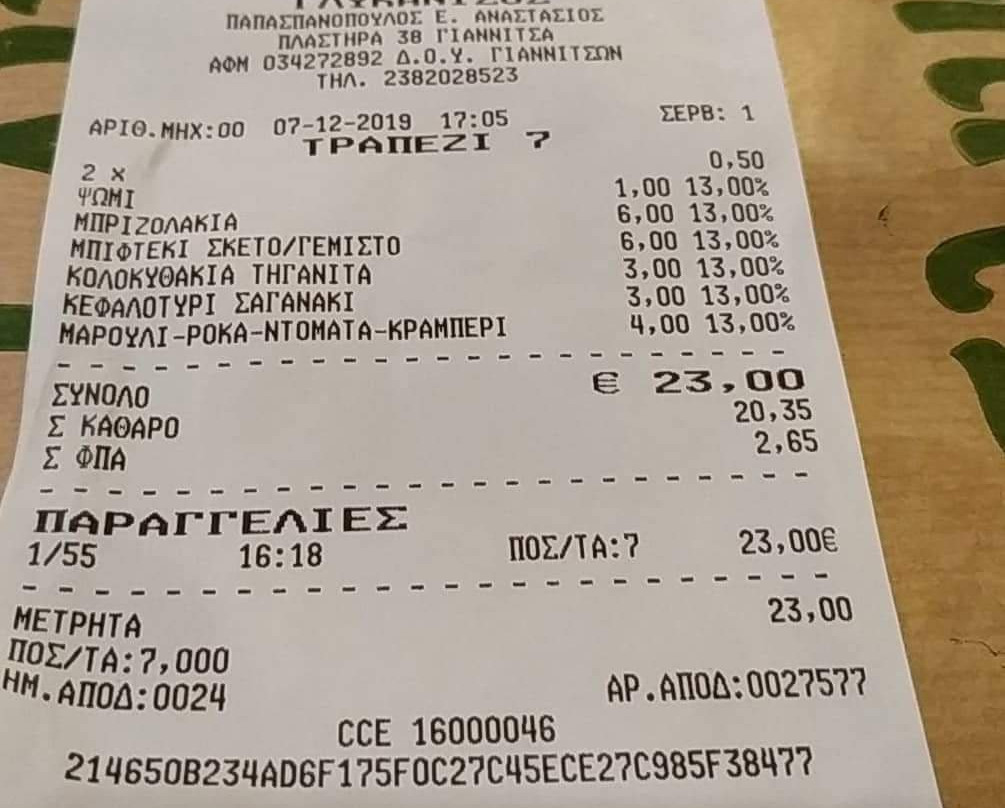 ΠΑΠΑΣΠΑΝΟΠΟΥΛΟΣ Ε. ΑΝΑΣΤΑΣΙΟΣ
ΠΛΑΣΤΗΡΑ 38 ΓΙΑΝΝΙΤΣΑ
ΑΦΜ 034272892 Δ.Ο.Υ. ΓΙΑΝΝΙΤΣΩΝ
ΤΗΛ. 2382028523
ΑΡΙΘ.ΜΗΧ:00 07-12-2019 17:05 ΣΕΡΒ: 1
ΤΡΑΠΕΖΙ 7
2 x 0,50
ΨΩΜΙ 1,00 13,00%
ΜΠΡΙΖΟΛΑΚΙΑ 6,00 13,00%
ΜΠΙΦΤΕΚΙ ΣΚΕΤΟ/ΓΕΜΙΣΤΟ 6,00 13,00%
ΚΟΛΟΚΥΘΑΚΙΑ ΤΗΓΑΝΙΤΑ 3,00 13,00%
ΚΕΦΑΛΟΤΥΡΙ ΣΑΓΑΝΑΚΙ 3,00 13,00%
ΜΑΡΟΥΛΙ-ΡΟΚΑ-ΝΤΟΜΑΤΑ-ΚΡΑΜΠΕΡΙ 4,00 13,00%
ΣΥΝΟΛΟ € 23,00
Σ ΚΑΘΑΡΟ 20,35
Σ ΦΠΑ 2,65
ΠΑΡΑΓΓΕΛΙΕΣ
1/55 16:18 ΠΟΣ/ΤΑ:7 23,00€
ΜΕΤΡΗΤΑ 23,00
ΠΟΣ/ΤΑ:7,000
ΗΜ.ΑΠΟΔ:0024 ΑΡ.ΑΠΟΔ:0027577
CCE 16000046
214650B234AD6F175F0C27C45ECE27C985F38477